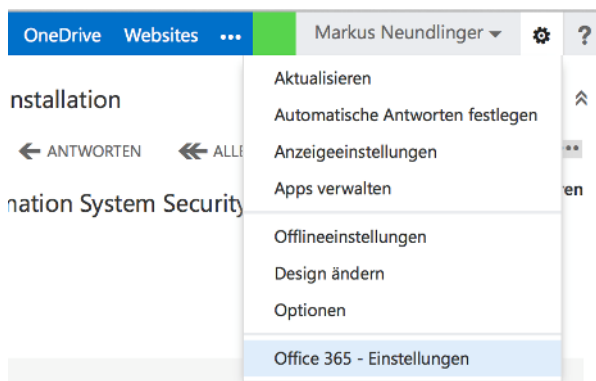 OneDrive Websites ••• Markus Neundlinger ?
Aktualisieren
nstallation
Automatische Antworten festlegen
ANTWORTEN ALLE
Anzeigeeinstellungen
•••
Apps verwalten
mation System Security
ren
Offlineeinstellungen
Design ändern
Optionen
Office 365 - Einstellungen